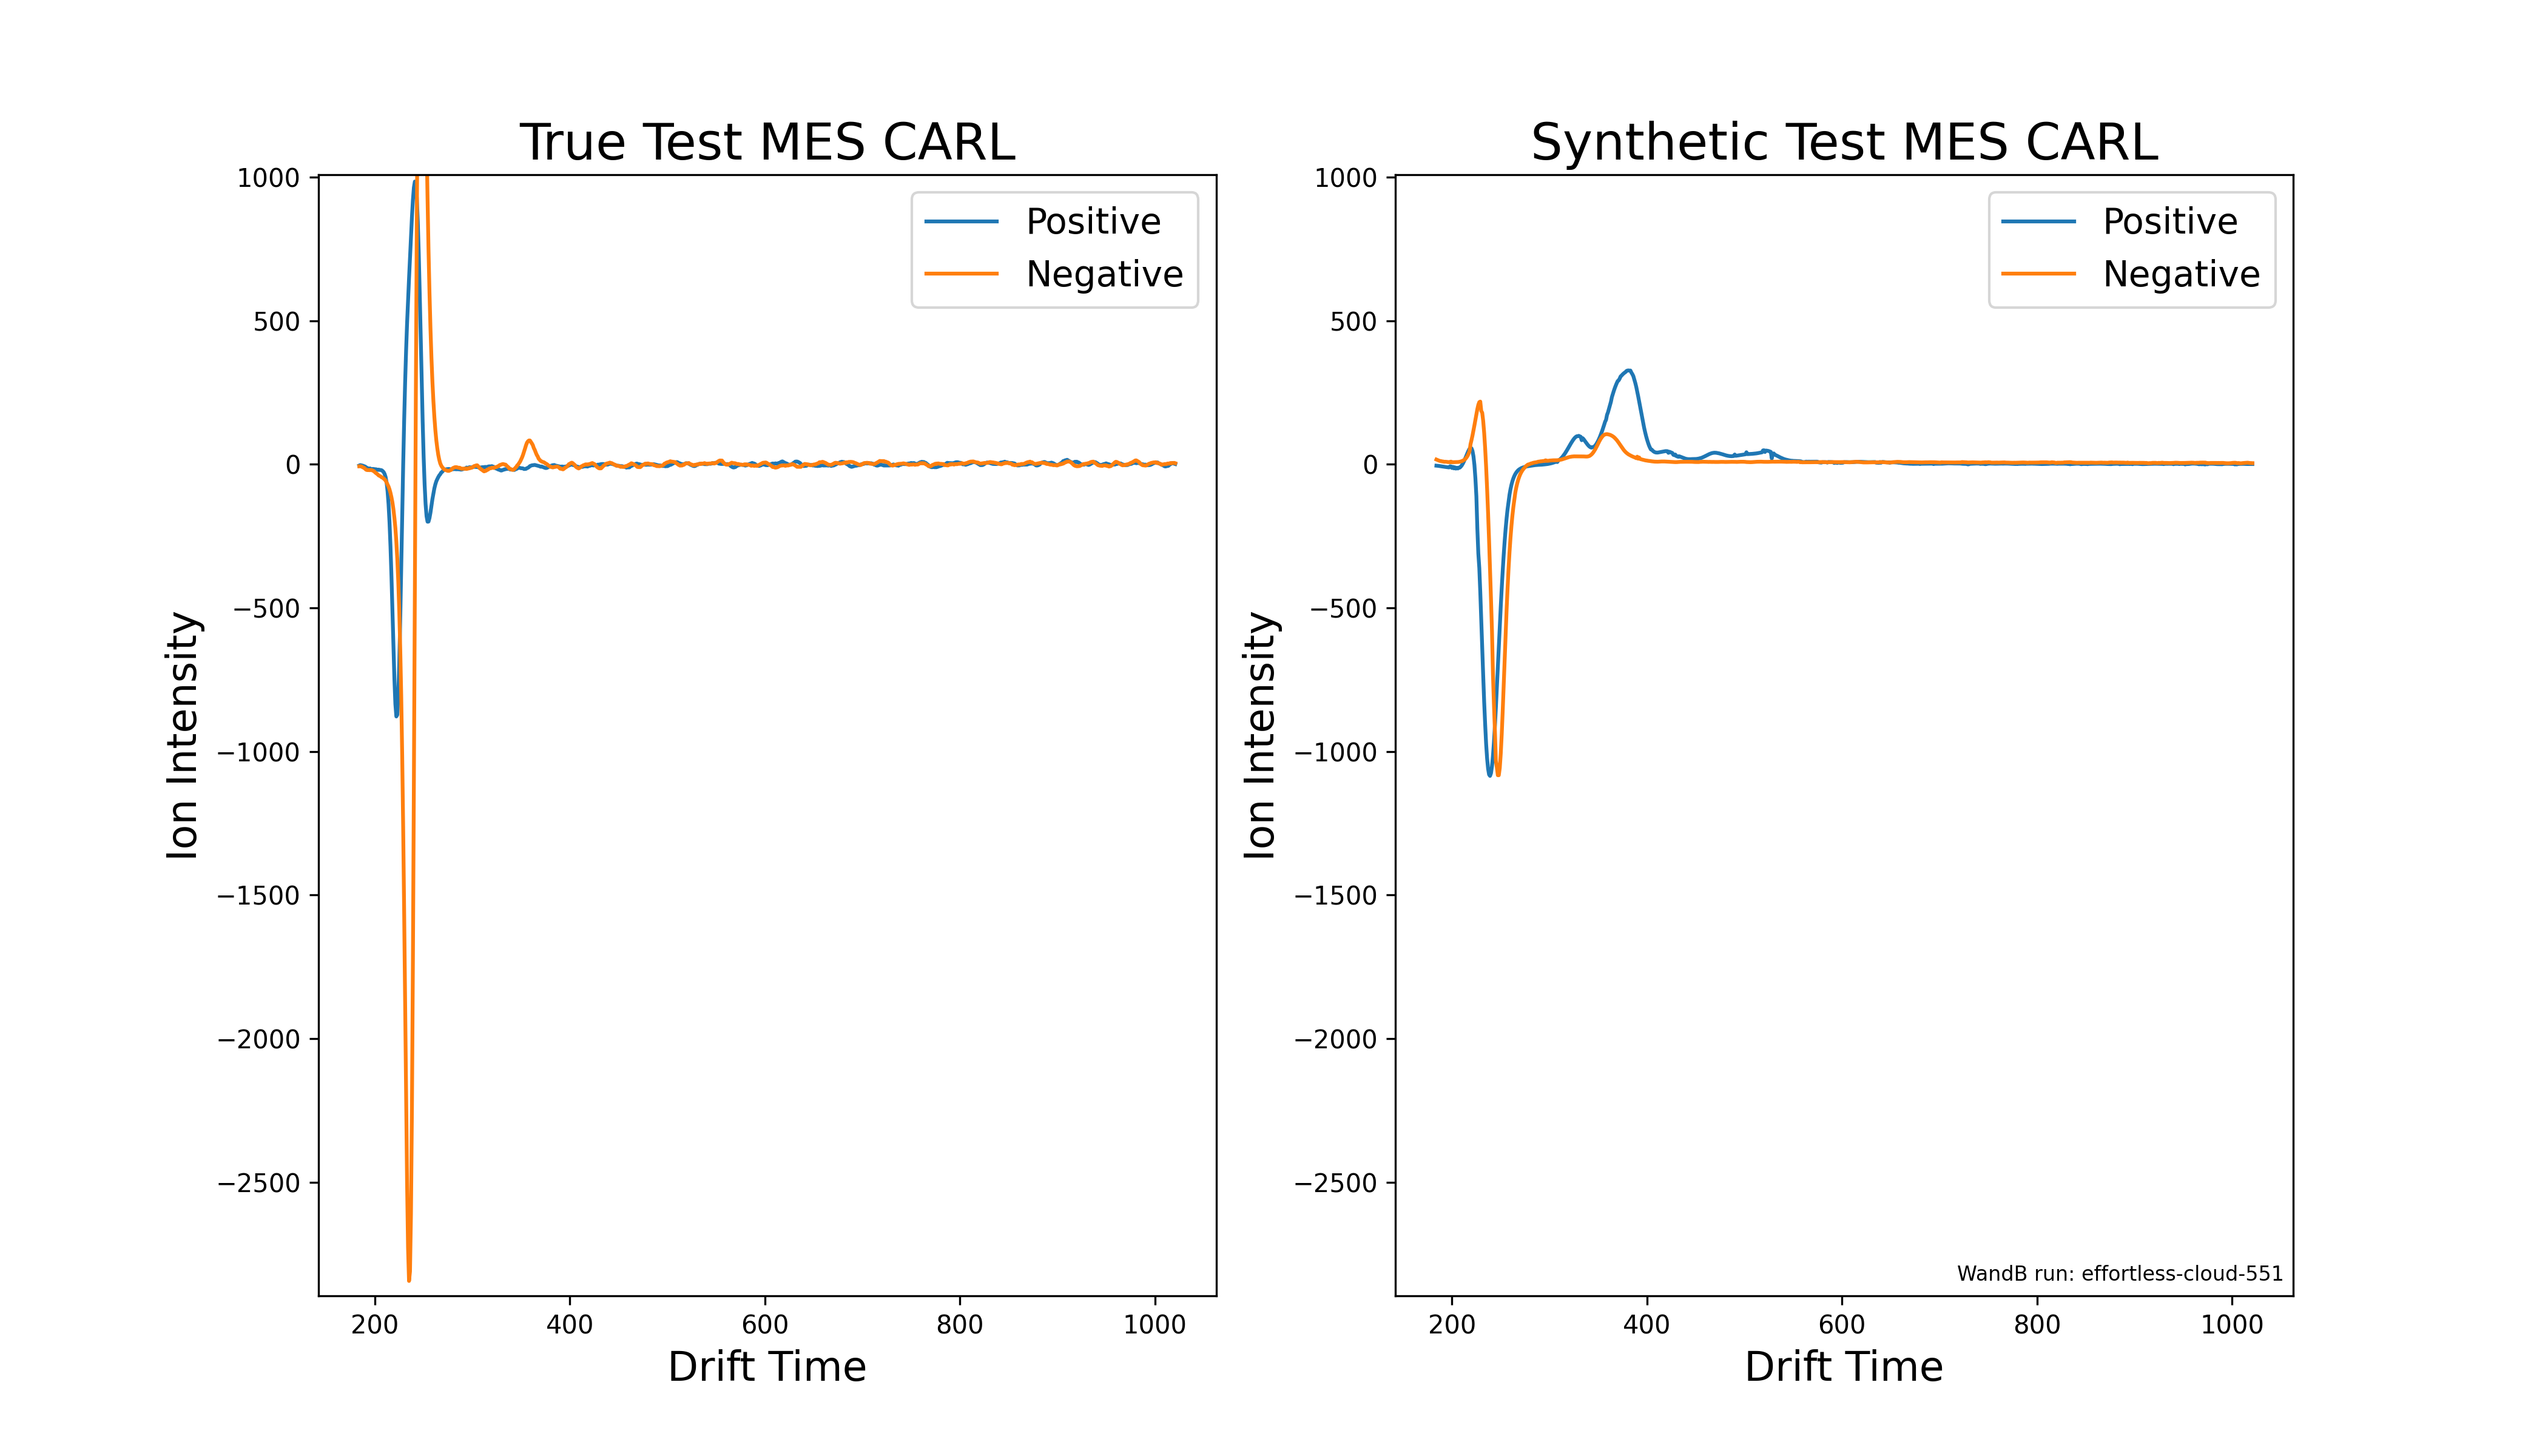 True Test MES CARL
1000
500
0
−500
−1000
−1500
−2000
−2500
Ion Intensity
200 400 600 800 1000
Drift Time
Positive
Negative
Synthetic Test MES CARL
1000
500
0
−500
−1000
−1500
−2000
−2500
Ion Intensity
200 400 600 800 1000
Drift Time
Positive
Negative
WandB run: effortless-cloud-551